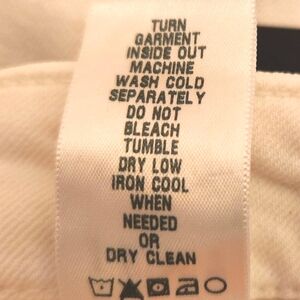 TURN
GARMENT
INSIDE OUT
MACHINE
WASH COLD
SEPARATELY
DO NOT
BLEACH
TUMBLE
DRY LOW
IRON COOL
WHEN
NEEDED
OR
DRY CLEAN